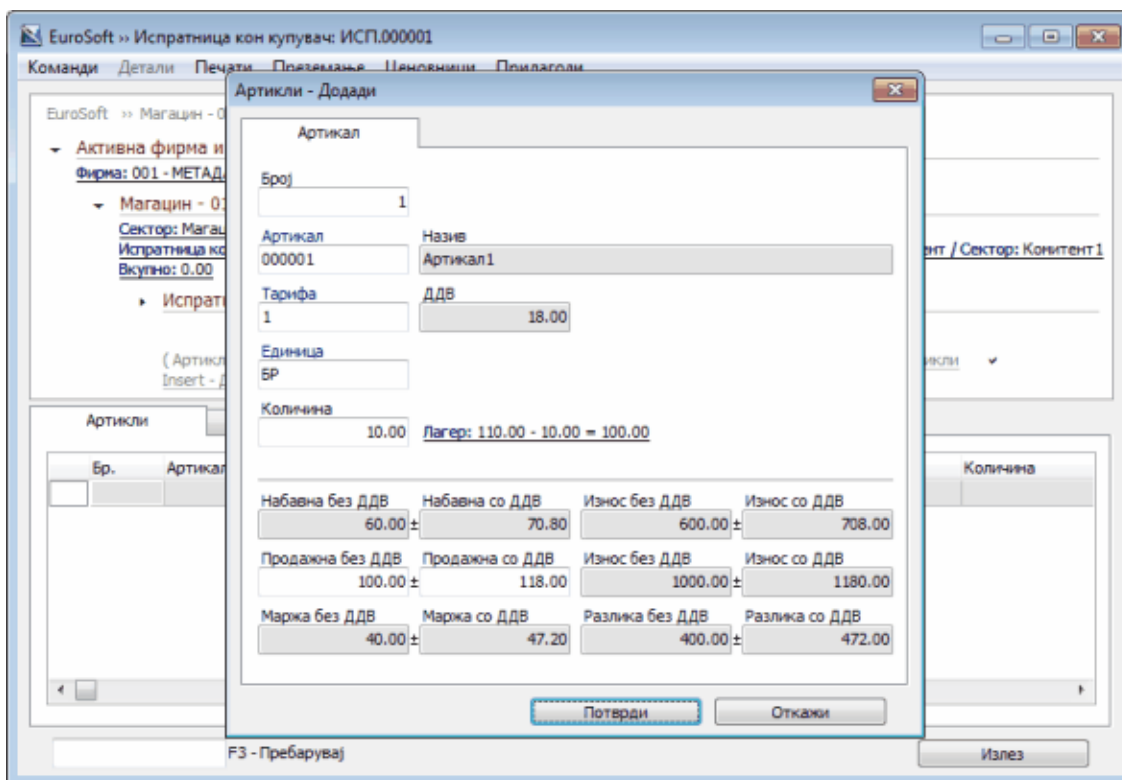 EuroSoft ›› Испратница кон купувач: ИСП.000001
Команди Детали Печати Преземање Ценовници Прилагоди
Артикли - Додади
EuroSoft ›› Магацин - 0
Артикал
Активна фирма и
Фирма: 001 - МЕТАД
Број
1
Магацин - 01
Сектор: Магац
Артикал Назив
Испратница ко
000001 Артикал1
ент / Сектор: Комитент1
Вкупно: 0.00
Испрат
Тарифа ДДВ
1 18.00
Единица
БР
(Артикл
икли
Insert - Д
Количина
10.00 Лагер: 110.00 - 10.00 = 100.00
Артикли
Бр. Артикал Количина
Набавна без ДДВ Набавна со ДДВ Износ без ДДВ Износ со ДДВ
60.00 ± 70.80 600.00 ± 708.00
Продажна без ДДВ Продажна со ДДВ Износ без ДДВ Износ со ДДВ
100.00 ± 118.00 1000.00 ± 1180.00
Маржа без ДДВ Маржа со ДДВ Разлика без ДДВ Разлика со ДДВ
40.00 ± 47.20 400.00 ± 472.00
Потврди Откажи
F3 - Пребарувај Излез